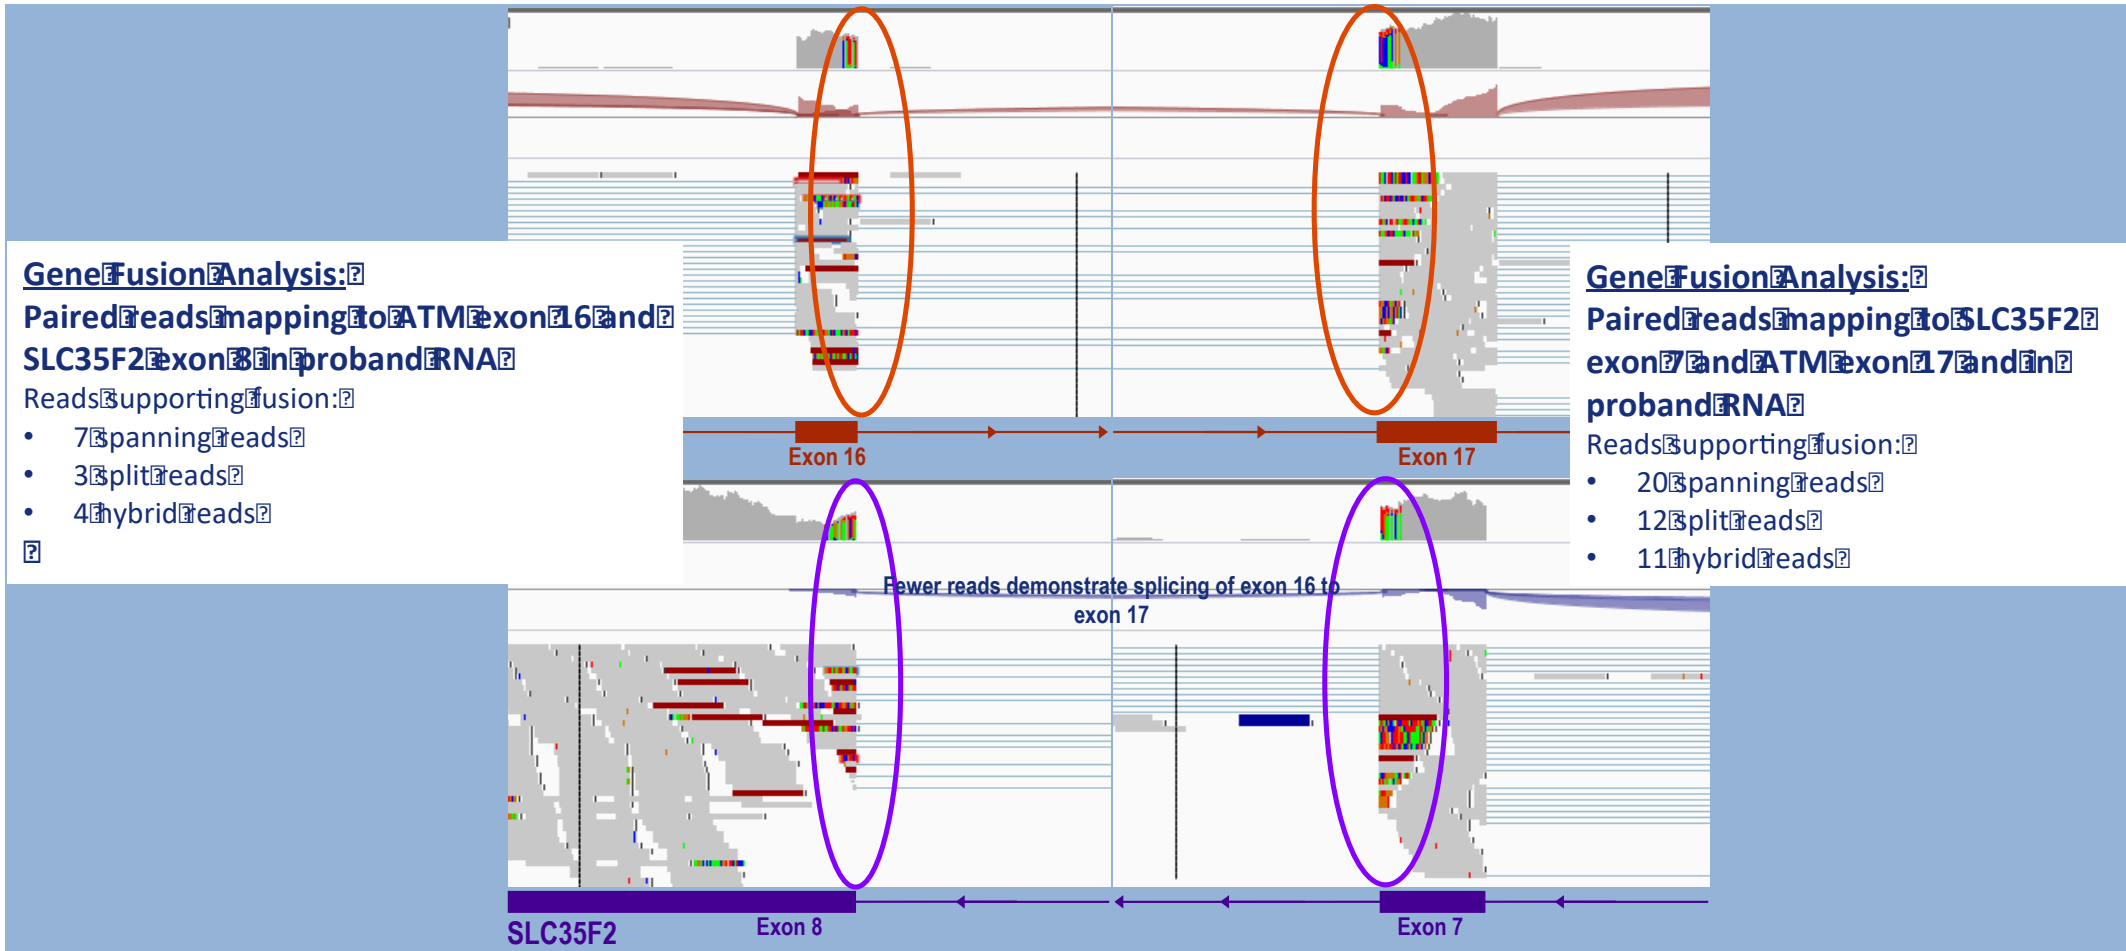 Gene Fusion Analysis:
Paired reads mapping to ATM exon 16 and
SLC35F2 exon 8 in proband RNA
Reads supporting fusion:
• 7 spanning reads
• 3 split reads
• 4 hybrid reads
Gene Fusion Analysis:
Paired reads mapping to SLC35F2
exon 7 and ATM exon 17 and in
proband RNA
Reads supporting fusion:
• 20 spanning reads
• 12 split reads
• 11 hybrid reads
Exon 16
Exon 17
Fewer reads demonstrate splicing of exon 16 to
exon 17
Exon 8
Exon 7
SLC35F2